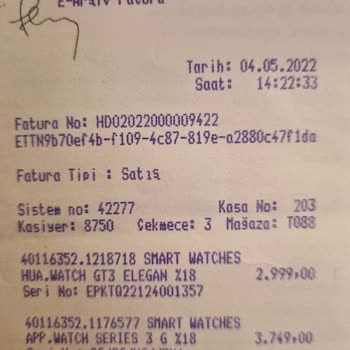 E-Arşiv Fatura
Tarih: 04.05.2022
Saat: 14:22:33
Fatura No: HD02022000009422
ETTN9b70ef4b-f109-4c87-819e-a2880c47f1da
Fatura Tipi : Satış
Sistem no: 42277 Kasa No: 203
Kasiyer: 8750 Çekmece: 3 Mağaza: T088
40116352.1218718 SMART WATCHES
HUA.WATCH GT3 ELEGAN %18 2.999,00
Seri No: EPKTQ22124001357
40116352.1176577 SMART WATCHES
APP.WATCH SERIES 3 G %18 3.749,00